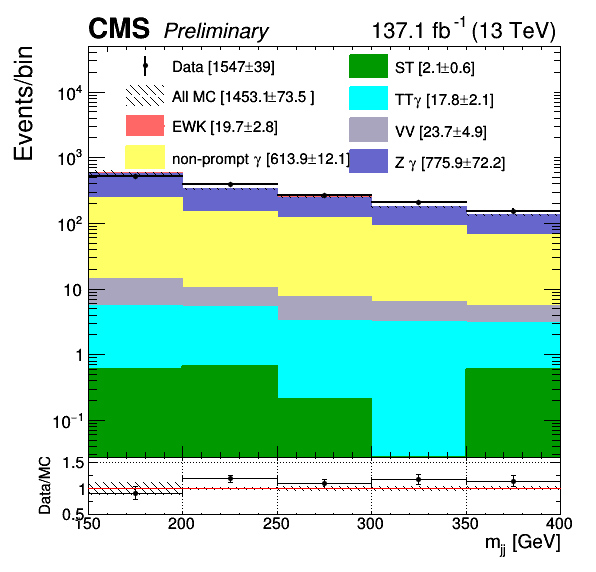 CMS Preliminary 137.1 fb⁻¹ (13 TeV)
Events/bin
Data [1547±39]
All MC [1453.1±73.5 ]
EWK [19.7±2.8]
non-prompt γ [613.9±12.1]
ST [2.1±0.6]
TTγ [17.8±2.1]
VV [23.7±4.9]
Z γ [775.9±72.2]
10⁴
10³
10²
10
1
10⁻¹
Data/MC
1.5
1
0.5
150 200 250 300 350 400
m_jj [GeV]